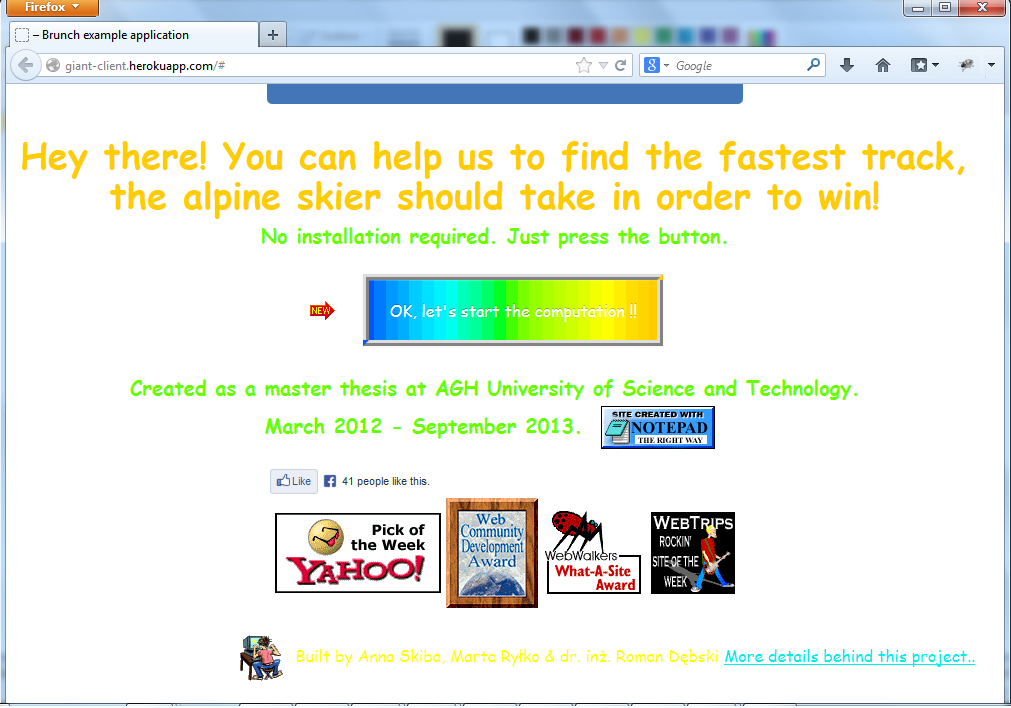 Firefox
– Brunch example application
giant-client.herokuapp.com/#
Google
Hey there! You can help us to find the fastest track,
the alpine skier should take in order to win!
No installation required. Just press the button.
NEW
OK, let's start the computation !!
Created as a master thesis at AGH University of Science and Technology.
March 2012 - September 2013.
SITE CREATED WITH
NOTEPAD
THE RIGHT WAY
Like
41 people like this.
Pick of
the Week
YAHOO!
Web
Community
Development
Award
WebWalkers
What-A-Site
Award
WEBTRIPS
ROCKIN'
SITE OF THE
WEEK
Built by Anna Skiba, Marta Ryłko & dr. inż. Roman Dębski More details behind this project..